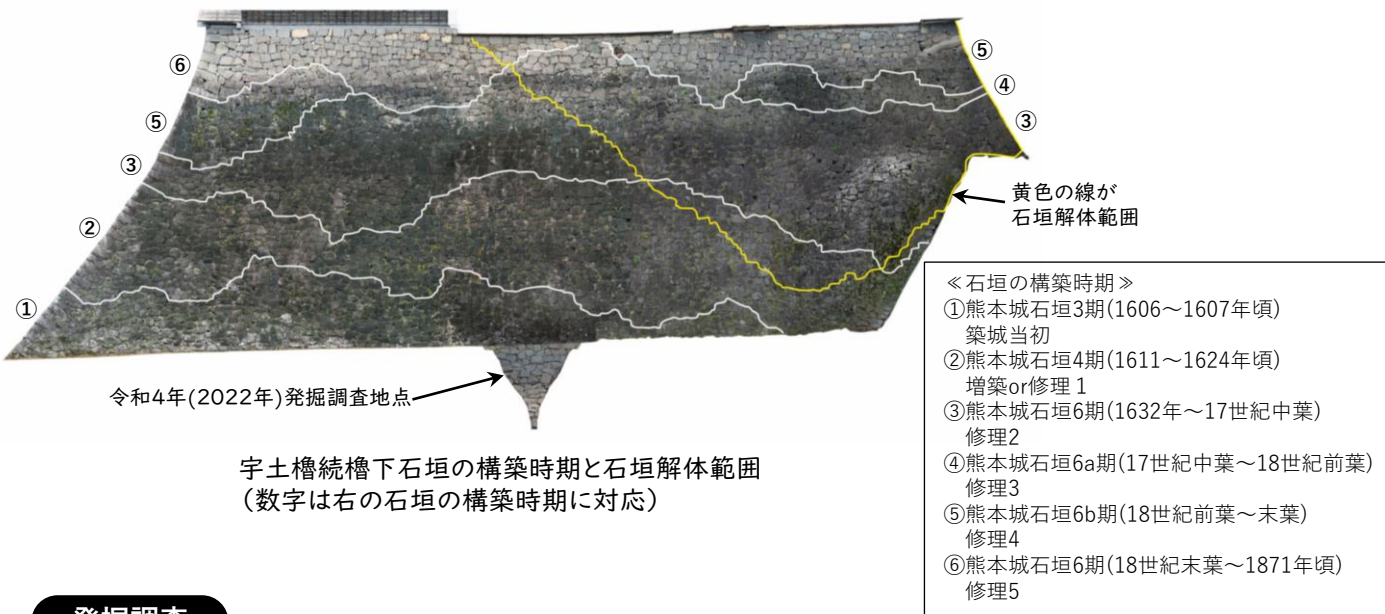 ⑥
⑤
③
②
①
⑤
④
③
黄色の線が
石垣解体範囲
令和4年(2022年)発掘調査地点
宇土櫓続櫓下石垣の構築時期と石垣解体範囲
(数字は右の石垣の構築時期に対応)
≪石垣の構築時期≫
①熊本城石垣3期(1606～1607年頃)
築城当初
②熊本城石垣4期(1611～1624年頃)
増築or修理1
③熊本城石垣6期(1632年～17世紀中葉)
修理2
④熊本城石垣6a期(17世紀中葉～18世紀前葉)
修理3
⑤熊本城石垣6b期(18世紀前葉～末葉)
修理4
⑥熊本城石垣6期(18世紀末葉～1871年頃)
修理5
発掘調査